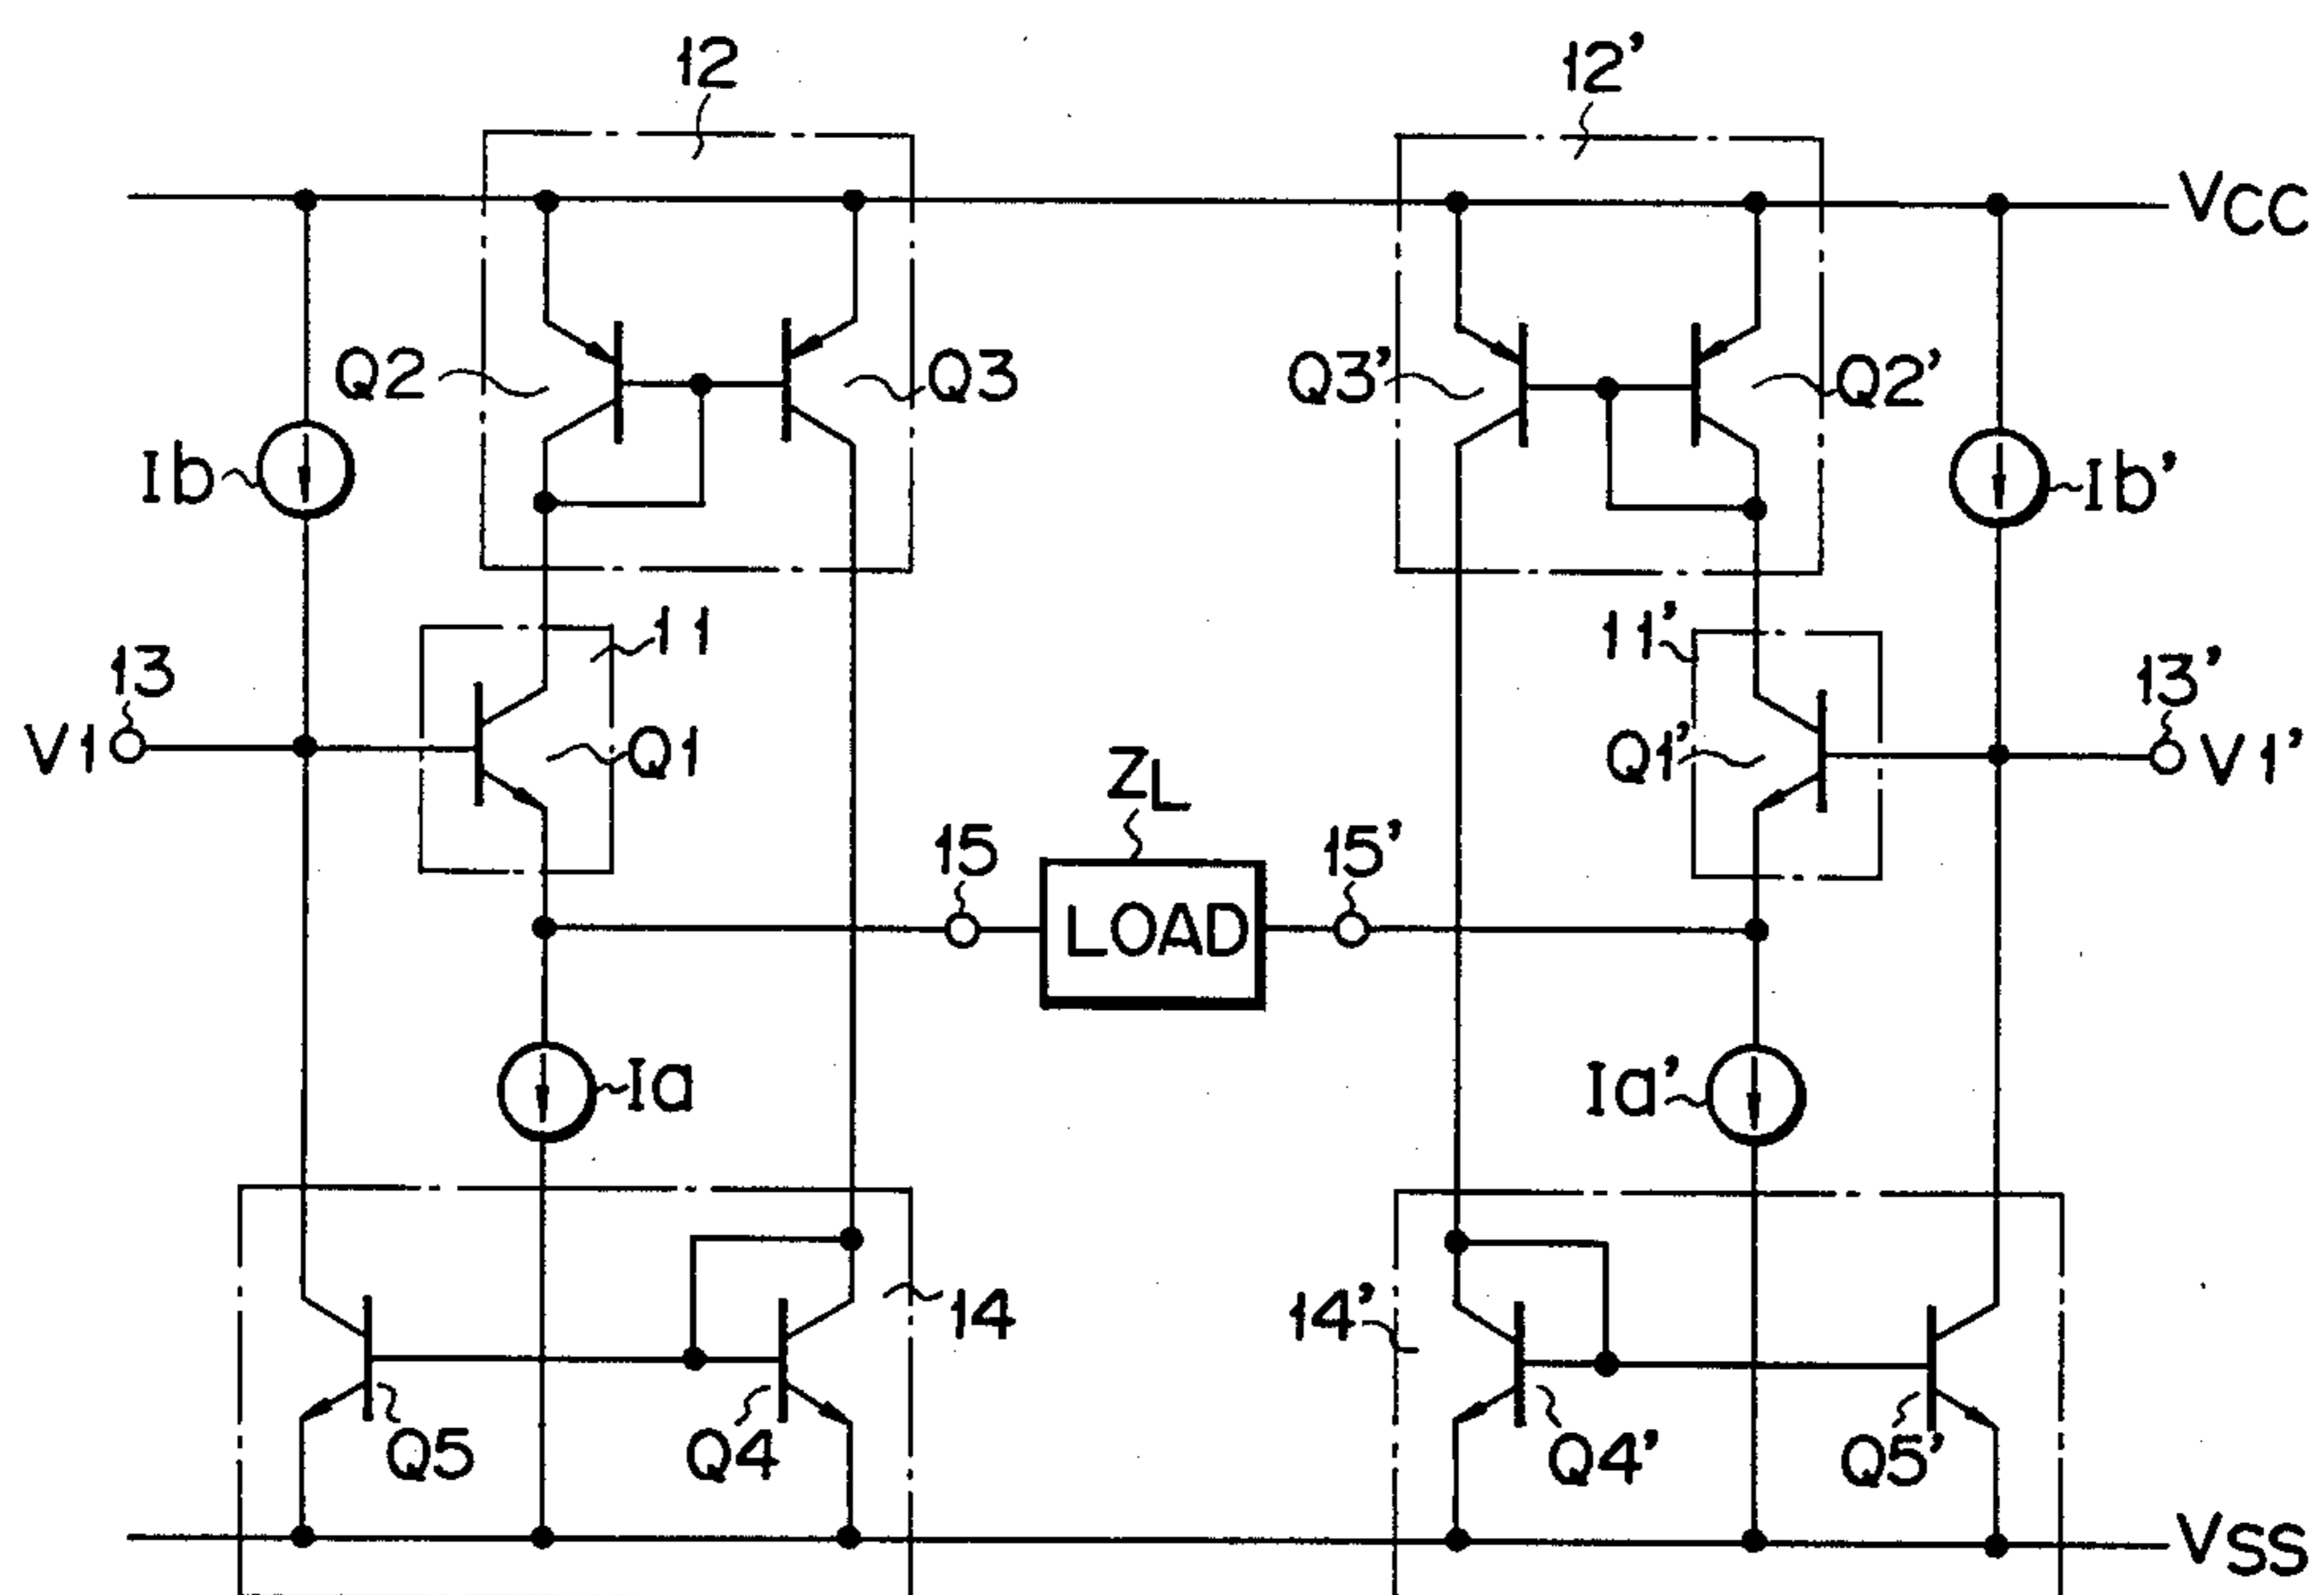 12 12'
VCC
Q2 Q3 Q3' Q2'
Ib Ib'
11 11'
13 13'
V1 Q1 Q1' V1'
ZL
15 15'
LOAD
Ia Ia'
14 14'
Q5 Q4 Q4' Q5'
VSS